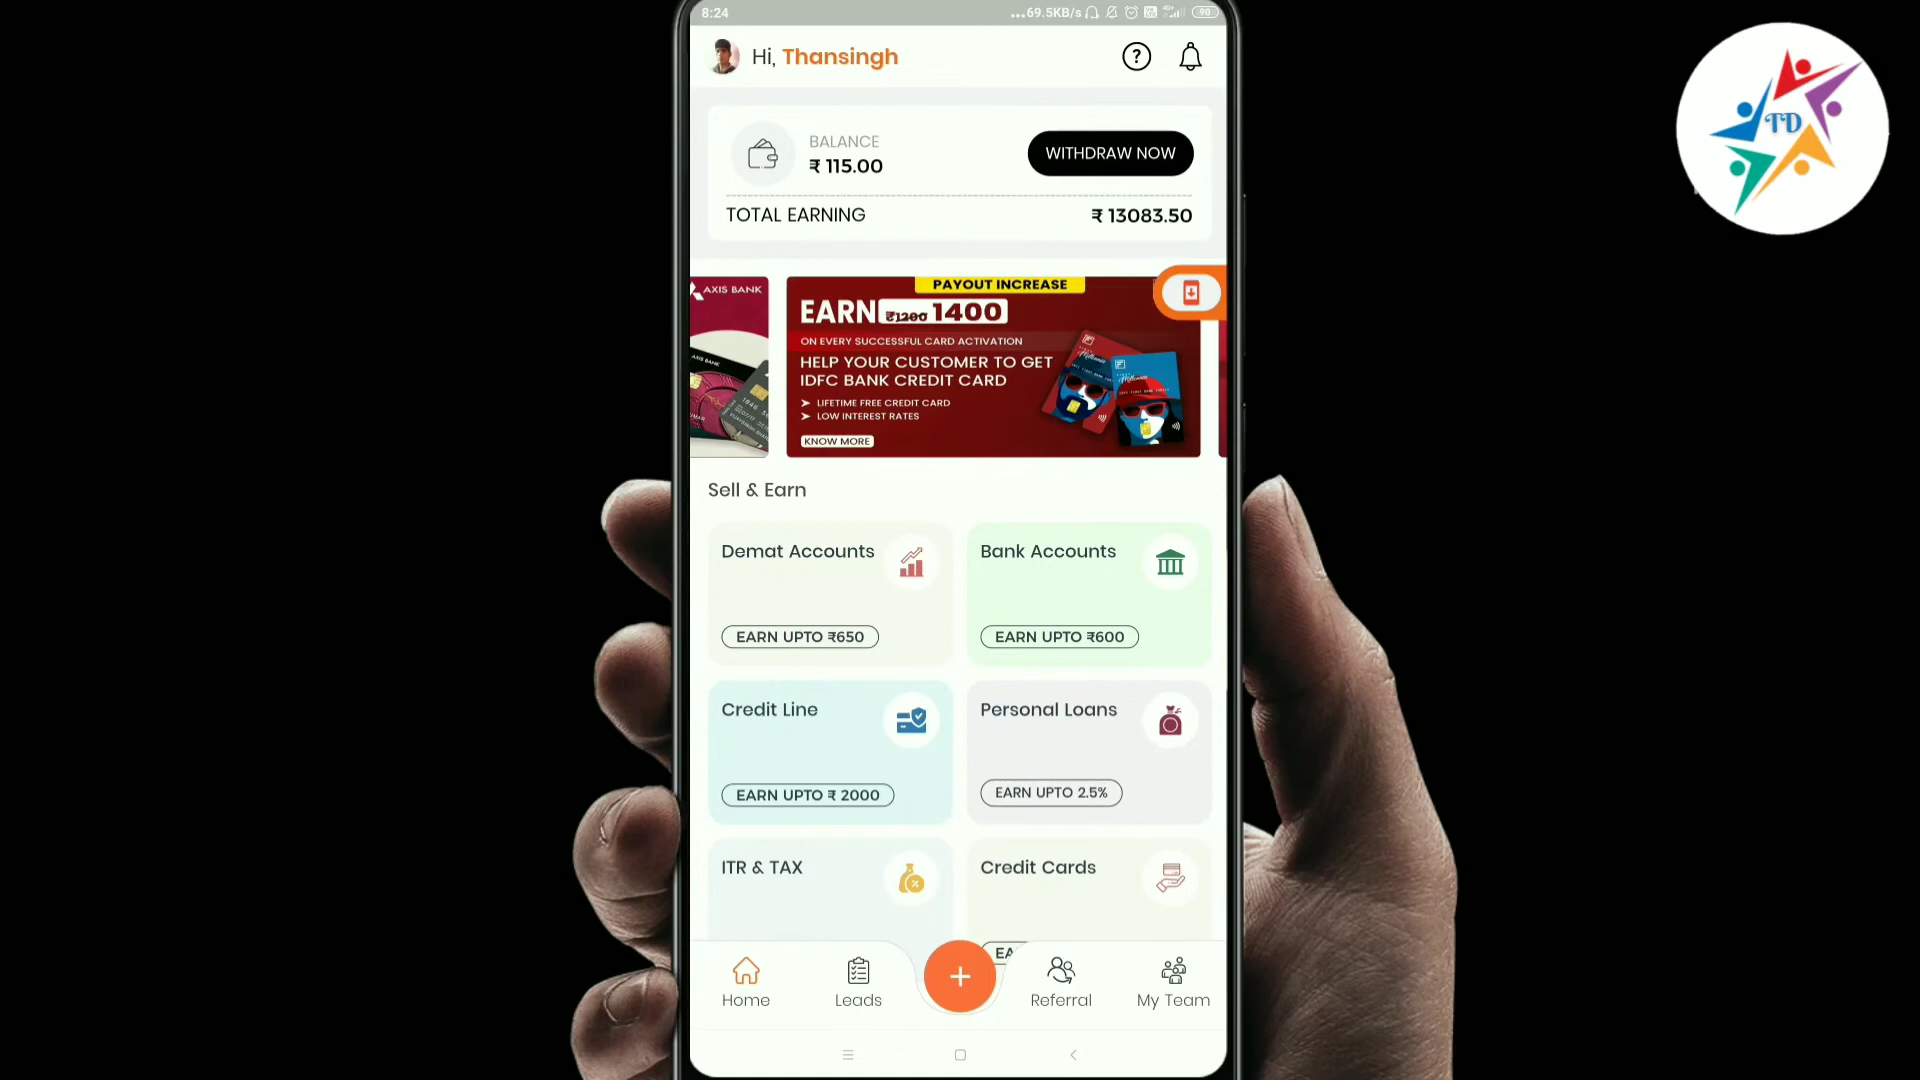 8:24
...69.5KB/s
90
Hi, Thansingh
?
BALANCE
₹ 115.00
WITHDRAW NOW
TOTAL EARNING
₹ 13083.50
TD
AXIS BANK
AXIS BANK
PAYOUT INCREASE
EARN ₹1200 1400
ON EVERY SUCCESSFUL CARD ACTIVATION
HELP YOUR CUSTOMER TO GET
IDFC BANK CREDIT CARD
➤ LIFETIME FREE CREDIT CARD
➤ LOW INTEREST RATES
KNOW MORE
Sell & Earn
Demat Accounts
EARN UPTO ₹650
Bank Accounts
EARN UPTO ₹600
Credit Line
EARN UPTO ₹ 2000
Personal Loans
EARN UPTO 2.5%
ITR & TAX
Credit Cards
EA
Home
Leads
+
Referral
My Team